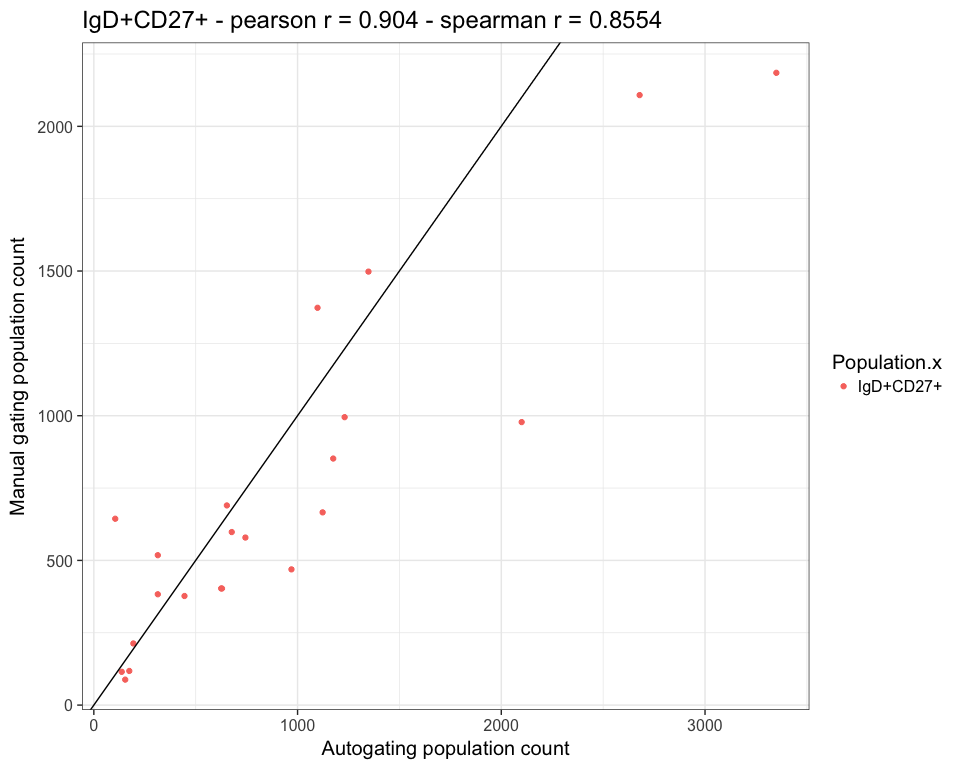 IgD+CD27+ - pearson r = 0.904 - spearman r = 0.8554
Manual gating population count
2000
1500
1000
500
0
0 1000 2000 3000
Autogating population count
Population.x
IgD+CD27+